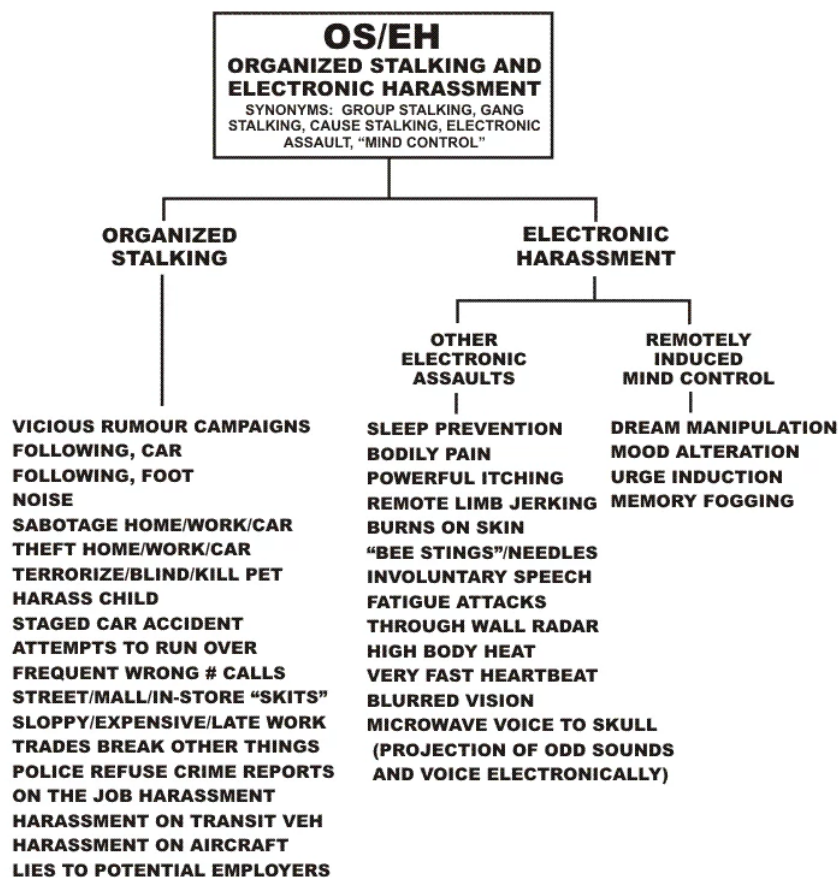 OS/EH
ORGANIZED STALKING AND
ELECTRONIC HARASSMENT
SYNONYMS: GROUP STALKING, GANG
STALKING, CAUSE STALKING, ELECTRONIC
ASSAULT, “MIND CONTROL”
ORGANIZED
STALKING
VICIOUS RUMOUR CAMPAIGNS
FOLLOWING, CAR
FOLLOWING, FOOT
NOISE
SABOTAGE HOME/WORK/CAR
THEFT HOME/WORK/CAR
TERRORIZE/BLIND/KILL PET
HARASS CHILD
STAGED CAR ACCIDENT
ATTEMPTS TO RUN OVER
FREQUENT WRONG # CALLS
STREET/MALL/IN-STORE “SKITS”
SLOPPY/EXPENSIVE/LATE WORK
TRADES BREAK OTHER THINGS
POLICE REFUSE CRIME REPORTS
ON THE JOB HARASSMENT
HARASSMENT ON TRANSIT VEH
HARASSMENT ON AIRCRAFT
LIES TO POTENTIAL EMPLOYERS
ELECTRONIC
HARASSMENT
OTHER
ELECTRONIC
ASSAULTS
SLEEP PREVENTION
BODILY PAIN
POWERFUL ITCHING
REMOTE LIMB JERKING
BURNS ON SKIN
“BEE STINGS”/NEEDLES
INVOLUNTARY SPEECH
FATIGUE ATTACKS
THROUGH WALL RADAR
HIGH BODY HEAT
VERY FAST HEARTBEAT
BLURRED VISION
MICROWAVE VOICE TO SKULL
(PROJECTION OF ODD SOUNDS
AND VOICE ELECTRONICALLY)
REMOTELY
INDUCED
MIND CONTROL
DREAM MANIPULATION
MOOD ALTERATION
URGE INDUCTION
MEMORY FOGGING